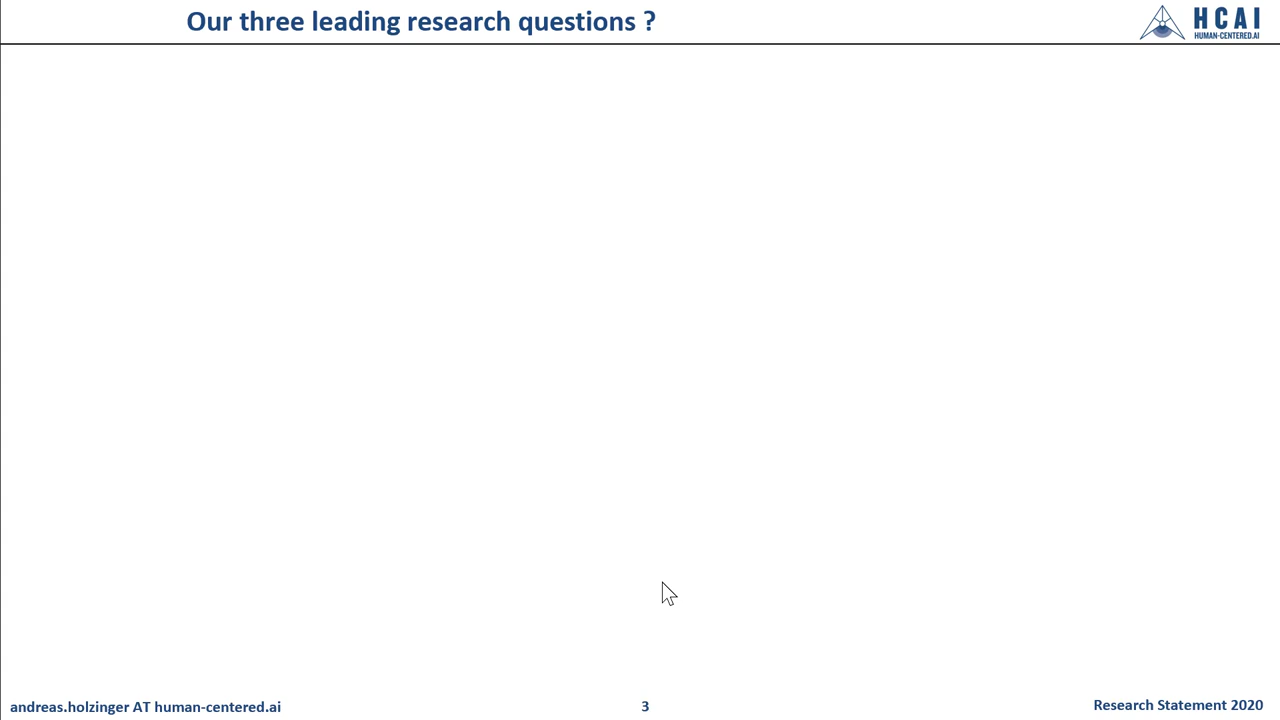 Our three leading research questions ?
HCAI
HUMAN-CENTERED.AI
andreas.holzinger AT human-centered.ai
3
Research Statement 2020